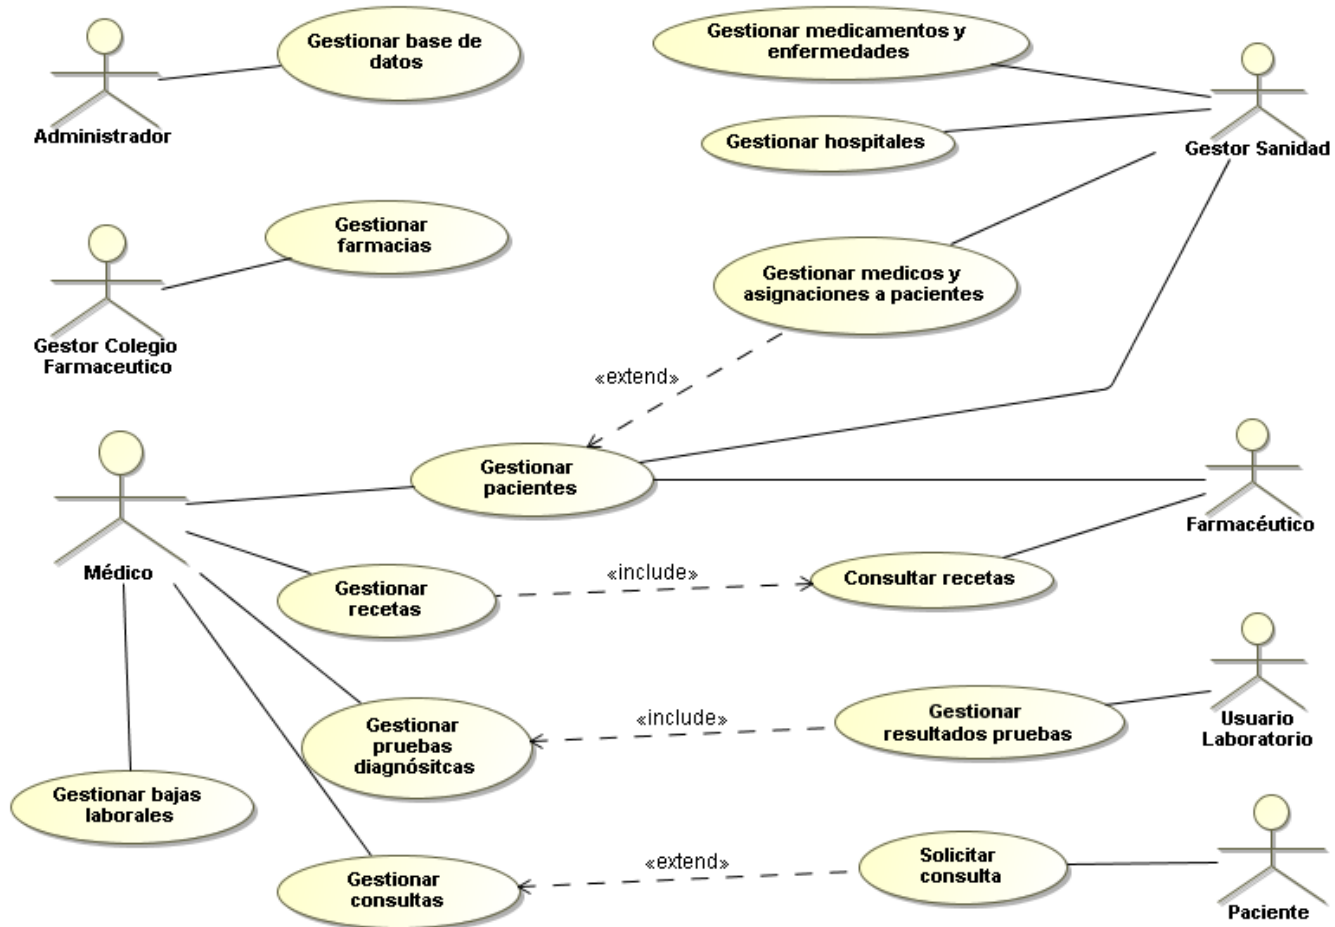 Gestionar base de
datos
Administrador
Gestionar medicamentos y
enfermedades
Gestionar hospitales
Gestor Sanidad
Gestionar
farmacias
Gestor Colegio
Farmaceutico
Gestionar medicos y
asignaciones a pacientes
«extend»
Gestionar
pacientes
Farmacéutico
Médico
Gestionar
recetas
«include»
Consultar recetas
Gestionar
pruebas
diagnósitcas
«include»
Gestionar
resultados pruebas
Usuario
Laboratorio
Gestionar bajas
laborales
Gestionar
consultas
«extend»
Solicitar
consulta
Paciente